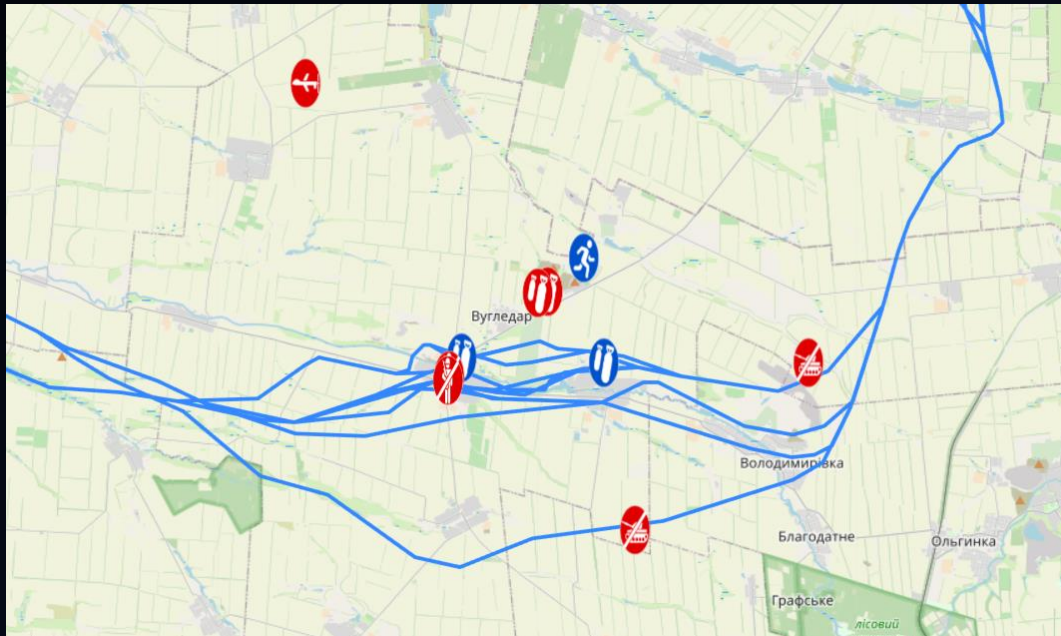 Вугледар
Володимирівка
Благодатне
Ольгинка
Графське
лісовий